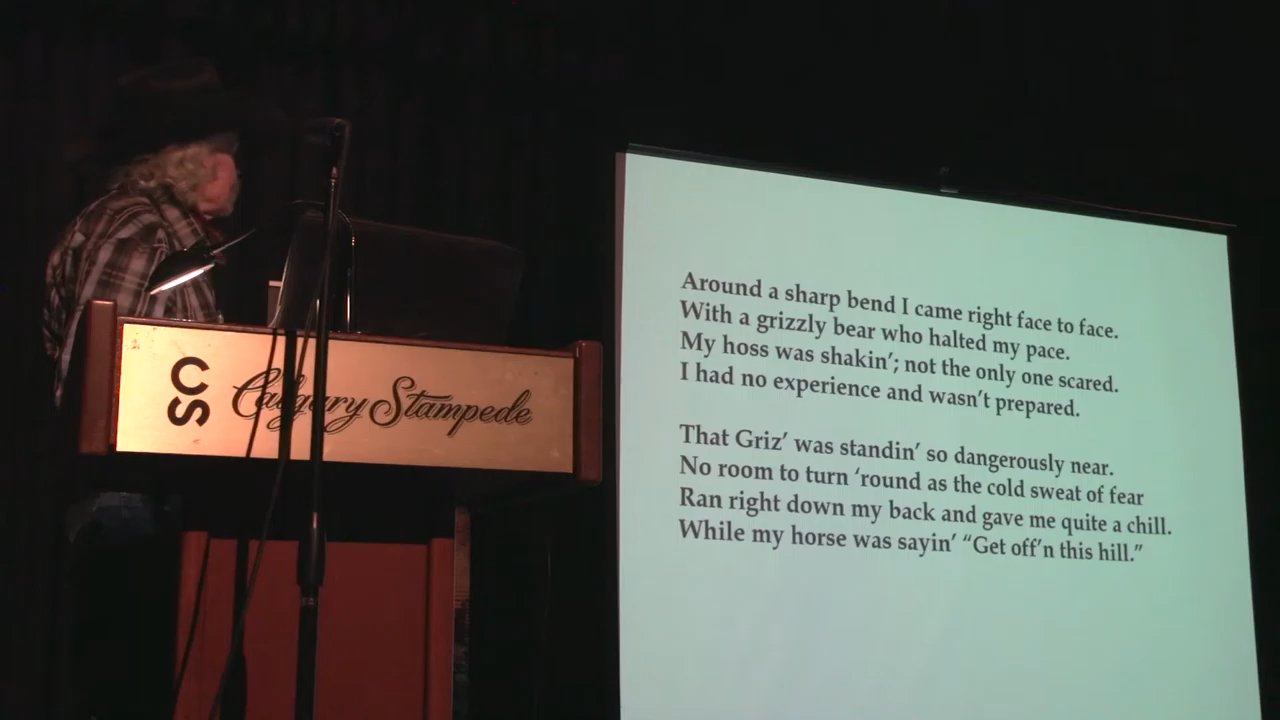 SC
Calgary Stampede
Around a sharp bend I came right face to face.
With a grizzly bear who halted my pace.
My hoss was shakin’; not the only one scared.
I had no experience and wasn’t prepared.
That Griz’ was standin’ so dangerously near.
No room to turn ‘round as the cold sweat of fear
Ran right down my back and gave me quite a chill.
While my horse was sayin’ “Get off’n this hill.”